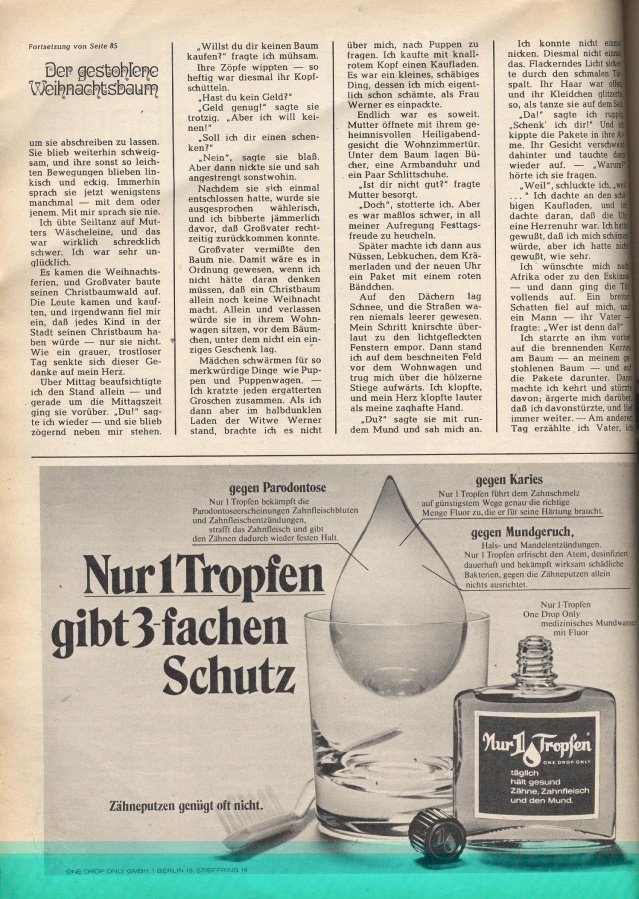 Fortsetzung von Seite 85
Der gestohlene
Weihnachtsbaum
um sie abschreiben zu lassen.
Sie blieb weiterhin schweig-
sam, und ihre sonst so leich-
ten Bewegungen blieben lin-
kisch und eckig. Immerhin
sprach sie jetzt wenigstens
manchmal — mit dem oder
jenem. Mit mir sprach sie nie.
Ich übte Seiltanz auf Mut-
ters Wäscheleine, und das
war wirklich schrecklich
schwer. Ich war sehr un-
glücklich.
Es kamen die Weihnachts-
ferien, und Großvater baute
seinen Christbaumwald auf.
Die Leute kamen und kauf-
ten, und irgendwann fiel mir
ein, daß jedes Kind in der
Stadt seinen Christbaum ha-
ben würde — nur sie nicht.
Wie ein grauer, trostloser
Tag senkte sich dieser Ge-
danke auf mein Herz.
Über Mittag beaufsichtigte
ich den Stand allein — und
gerade um die Mittagszeit
ging sie vorüber. „Du!" sag-
te ich wieder — und sie blieb
zögernd neben mir stehen.
„Willst du dir keinen Baum
kaufen?" fragte ich mühsam.
Ihre Zöpfe wippten — so
heftig war diesmal ihr Kopf-
schütteln.
„Hast du kein Geld?"
„Geld genug!" sagte sie
trotzig. „Aber ich will kei-
nen!"
„Soll ich dir einen schen-
ken?"
„Nein", sagte sie blaß.
Aber dann nickte sie und sah
angestrengt sonstwohin.
Nachdem sie sich einmal
entschlossen hatte, wurde sie
ausgesprochen wählerisch,
und ich bibberte jämmerlich
davor, daß Großvater recht-
zeitig zurückkommen konnte.
Großvater vermißte den
Baum nie. Damit wäre es in
Ordnung gewesen, wenn ich
nicht hätte daran denken
müssen, daß ein Christbaum
allein noch keine Weihnacht
macht. Allein und verlassen
würde sie in ihrem Wohn-
wagen sitzen, vor dem Bäum-
chen, unter dem nicht ein ein-
ziges Geschenk lag.
Mädchen schwärmen für so
merkwürdige Dinge wie Pup-
pen und Puppenwagen. —
Ich kratzte jeden ergatterten
Groschen zusammen. Als ich
dann aber im halbdunklen
Laden der Witwe Werner
stand, brachte ich es nicht
über mich, nach Puppen zu
fragen. Ich kaufte mit knall-
rotem Kopf einen Kaufladen.
Es war ein kleines, schäbiges
Ding, dessen ich mich eigent-
lich schon schämte, als Frau
Werner es einpackte.
Endlich war es soweit.
Mutter öffnete mit ihrem ge-
heimnisvollen Heiligabend-
gesicht die Wohnzimmertür.
Unter dem Baum lagen Bü-
cher, eine Armbanduhr und
ein Paar Schlittschuhe.
„Ist dir nicht gut?" fragte
Mutter besorgt.
„Doch", stotterte ich. Aber
es war maßlos schwer, in all
meiner Aufregung Festtags-
freude zu heucheln.
Später machte ich dann aus
Nüssen, Lebkuchen, dem Krä-
merladen und der neuen Uhr
ein Paket mit einem roten
Bändchen.
Auf den Dächern lag
Schnee, und die Straßen wa-
ren niemals leerer gewesen.
Mein Schritt knirschte über-
laut zu den lichtgefleckten
Fenstern empor. Dann stand
ich auf dem beschneiten Feld
vor dem Wohnwagen und
trug mich über die hölzerne
Stiege aufwärts. Ich klopfte,
und mein Herz klopfte lauter
als meine zaghafte Hand.
„Du?" sagte sie mit run-
dem Mund und sah mich an.
Ich konnte nicht
nicken. Diesmal nicht
das. Flackerndes Licht
te durch den schmalen
spalt. Ihr Haar war
und ihr Kleidchen
so, als tanze sie auf dem
„Da!" sagte ich
„Schenk' ich dir!" Und
kippte die Pakete in ihre
me. Ihr Gesicht verschwand
dahinter und tauchte
wieder auf. —
hörte ich sie fragen.
„Weil", schluckte ich,
. . ." Ich dachte an den
bigen Kaufladen, und
dachte daran, daß die
eine Herrenuhr war. Ich
gewußt, daß ich mich schämen
würde, aber ich hatte
gewußt, wie sehr.
Ich wünschte mich
Afrika oder zu den
— und dann ging die
vollends auf. Ein
Schatten fiel auf mich,
ein Mann — ihr Vater —
fragte: „Wer ist denn da?"
Ich starrte an ihm
auf die brennenden Kerzen
am Baum — an meinem
stohlenen Baum — und
die Pakete darunter. Dann
machte ich kehrt und
davon; ärgerte mich darüber,
daß ich davonstürzte, und
immer weiter. — Am anderen
Tag erzählte ich Vater,
gegen Parodontose
Nur 1 Tropfen bekämpft die
Parodontoseerscheinungen Zahnfleischbluten
und Zahnfleischentzündungen,
strafft das Zahnfleisch und gibt
den Zähnen dadurch wieder festen Halt.
gegen Karies
Nur 1 Tropfen führt dem Zahnschmelz
auf günstigstem Wege genau die richtige
Menge Fluor zu, die er für seine Härtung braucht.
gegen Mundgeruch,
Hals- und Mandelentzündungen.
Nur 1 Tropfen erfrischt den Atem, desinfiziert
dauerhaft und bekämpft wirksam schädliche
Bakterien, gegen die Zähneputzen allein
nichts ausrichtet.
Nur 1 Tropfen
gibt 3-fachen
Schutz
Nur 1 Tropfen
One Drop Only
medizinisches Mundwasser
mit Fluor
Nur 1 Tropfen
ONE DROP ONLY
täglich
hält gesund
Zähne, Zahnfleisch
und den Mund.
Zähneputzen genügt oft nicht.
ONE DROP ONLY GMBH, 1 BERLIN 13, STIEFFRING 14